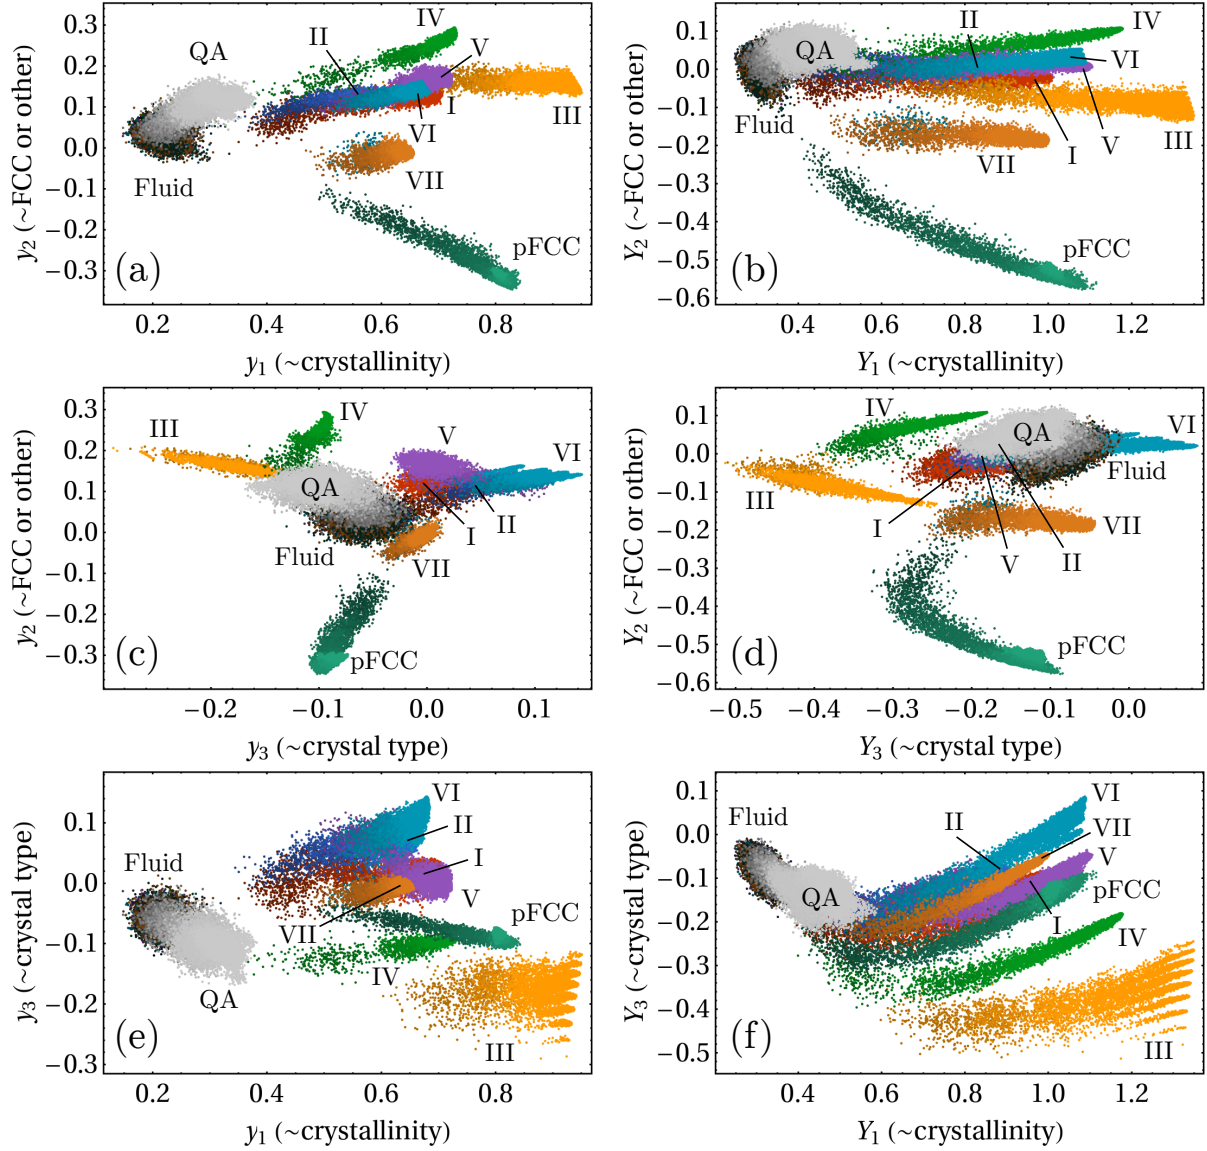 0.3
0.2
0.1
0.0
−0.1
−0.2
−0.3
y2 (~FCC or other)
QA
II
IV
V
I
III
VI
Fluid
VII
pFCC
(a)
0.2 0.4 0.6 0.8
y1 (~crystallinity)
0.1
0.0
−0.1
−0.2
−0.3
−0.4
−0.5
−0.6
Y2 (~FCC or other)
II
IV
QA
VI
Fluid
VII
I
V
III
pFCC
(b)
0.4 0.6 0.8 1.0 1.2
Y1 (~crystallinity)
0.3
0.2
0.1
0.0
−0.1
−0.2
−0.3
y2 (~FCC or other)
III
IV
V
VI
QA
Fluid
I
II
VII
pFCC
(c)
−0.2 −0.1 0.0 0.1
y3 (~crystal type)
0.1
0.0
−0.1
−0.2
−0.3
−0.4
−0.5
−0.6
Y2 (~FCC or other)
IV
QA
VI
Fluid
III
I
V
II
VII
pFCC
(d)
−0.5 −0.4 −0.3 −0.2 −0.1 0.0
Y3 (~crystal type)
0.1
0.0
−0.1
−0.2
−0.3
y3 (~crystal type)
VI
II
Fluid
I
V
VII
pFCC
IV
QA
III
(e)
0.2 0.4 0.6 0.8
y1 (~crystallinity)
0.1
0.0
−0.1
−0.2
−0.3
−0.4
−0.5
Y3 (~crystal type)
Fluid
VI
II
VII
V
QA
pFCC
I
IV
III
(f)
0.4 0.6 0.8 1.0 1.2
Y1 (~crystallinity)